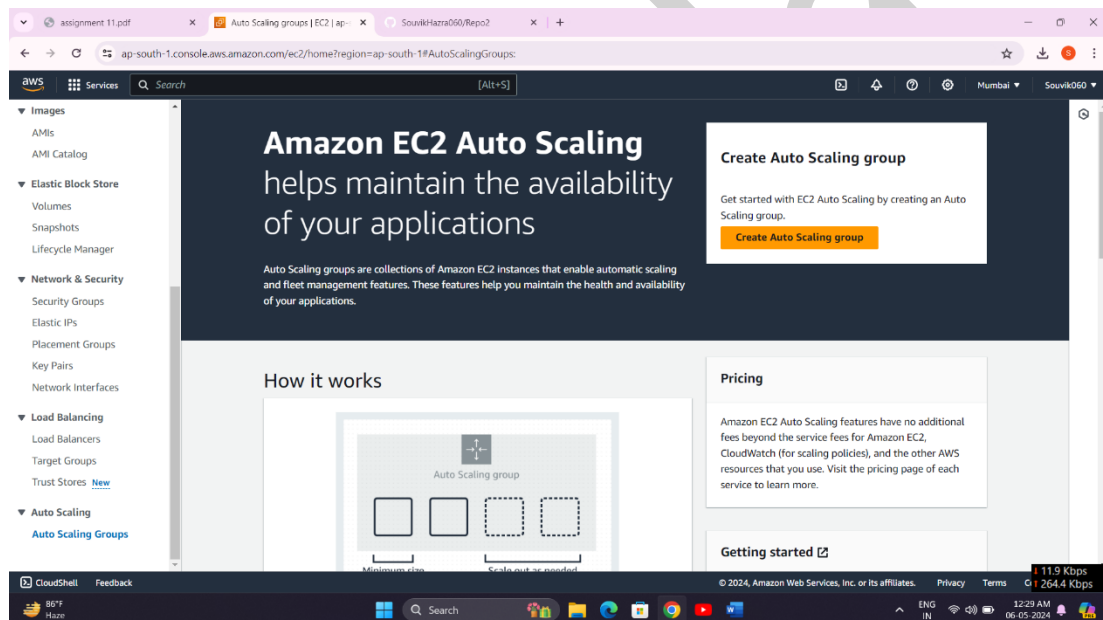 assignment 11.pdf
Auto Scaling groups | EC2 | ap-
SouvikHazra060/Repo2
ap-south-1.console.aws.amazon.com/ec2/home?region=ap-south-1#AutoScalingGroups:
S
aws
Services
Search
[Alt+S]
Mumbai
Souvik060
Images
AMIs
AMI Catalog
Elastic Block Store
Volumes
Snapshots
Lifecycle Manager
Network & Security
Security Groups
Elastic IPs
Placement Groups
Key Pairs
Network Interfaces
Load Balancing
Load Balancers
Target Groups
Trust Stores New
Auto Scaling
Auto Scaling Groups
Amazon EC2 Auto Scaling
helps maintain the availability
of your applications
Auto Scaling groups are collections of Amazon EC2 instances that enable automatic scaling
and fleet management features. These features help you maintain the health and availability
of your applications.
Create Auto Scaling group
Get started with EC2 Auto Scaling by creating an Auto
Scaling group.
Create Auto Scaling group
How it works
Auto Scaling group
Minimum size
Scale out as needed
Pricing
Amazon EC2 Auto Scaling features have no additional
fees beyond the service fees for Amazon EC2,
CloudWatch (for scaling policies), and the other AWS
resources that you use. Visit the pricing page of each
service to learn more.
Getting started
CloudShell
Feedback
© 2024, Amazon Web Services, Inc. or its affiliates.
Privacy
Terms
11.9 Kbps
264.4 Kbps
86°F
Haze
Search
ENG
IN
12:29 AM
06-05-2024